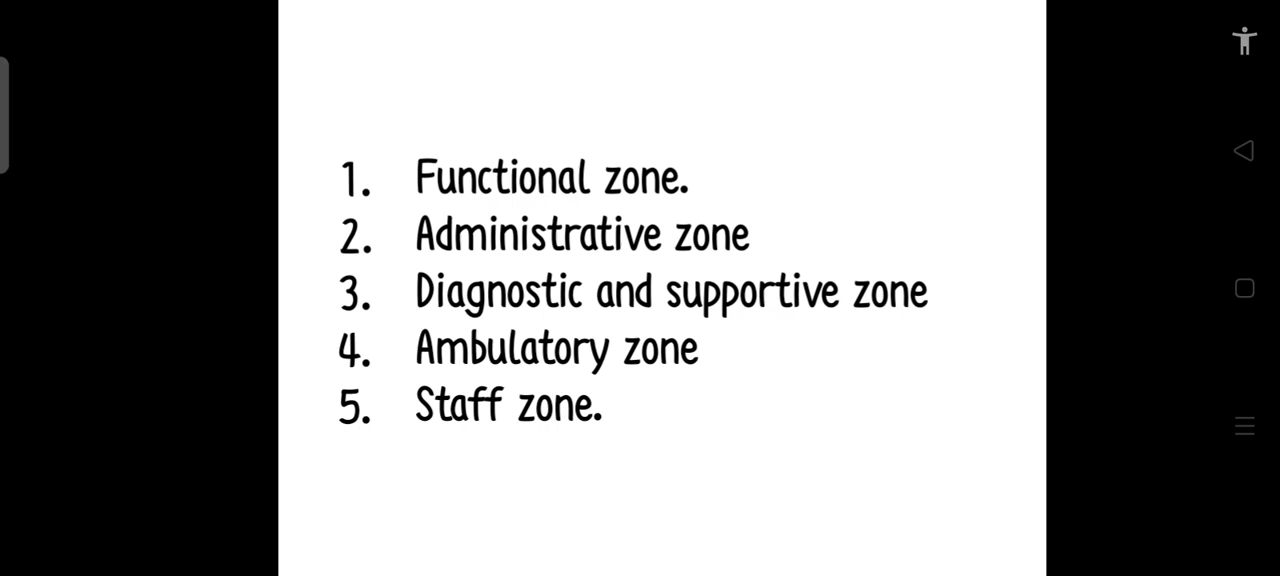 1. Functional zone.
2. Administrative zone
3. Diagnostic and supportive zone
4. Ambulatory zone
5. Staff zone.